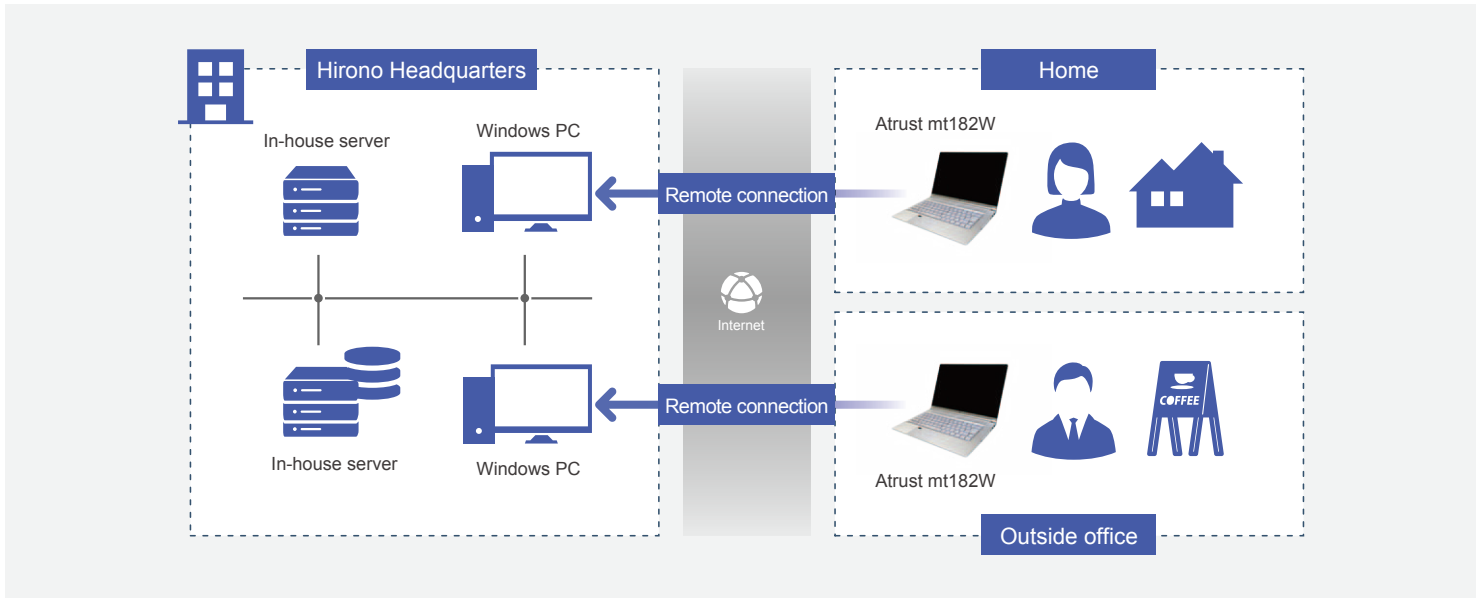 Hirono Headquarters
In-house server
Windows PC
In-house server
Windows PC
Remote connection
Internet
Remote connection
Home
Atrust mt182W
Atrust mt182W
COFFEE
Outside office